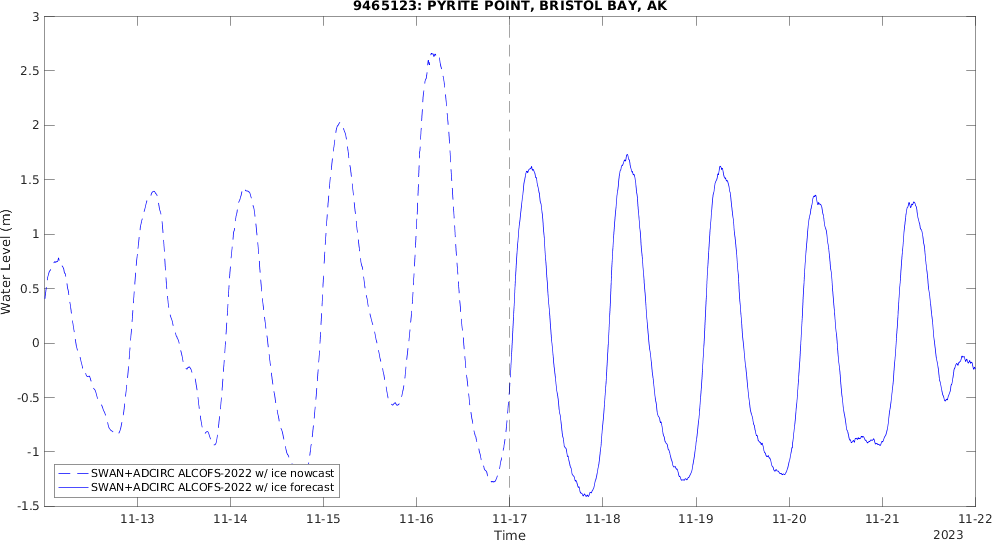 9465123: PYRITE POINT, BRISTOL BAY, AK
3
2.5
2
1.5
1
0.5
0
-0.5
-1
-1.5
Water Level (m)
SWAN+ADCIRC ALCOFS-2022 w/ ice nowcast
SWAN+ADCIRC ALCOFS-2022 w/ ice forecast
11-13 11-14 11-15 11-16 11-17 11-18 11-19 11-20 11-21 11-22
Time
2023